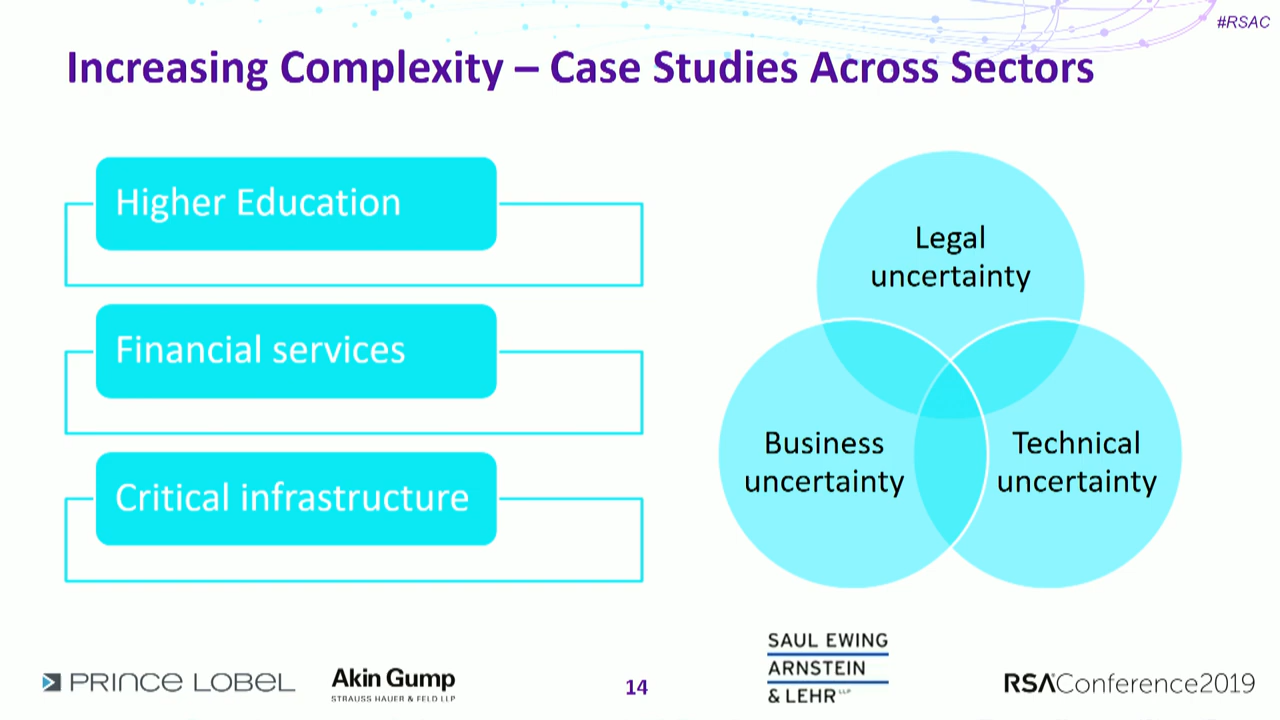 #RSAC
Increasing Complexity – Case Studies Across Sectors
Higher Education
Financial services
Critical infrastructure
Legal
uncertainty
Business
uncertainty
Technical
uncertainty
PRINCE LOBEL
Akin Gump
STRAUSS HAUER & FELD LLP
14
SAUL EWING
ARNSTEIN
& LEHR LLP
RSAConference2019